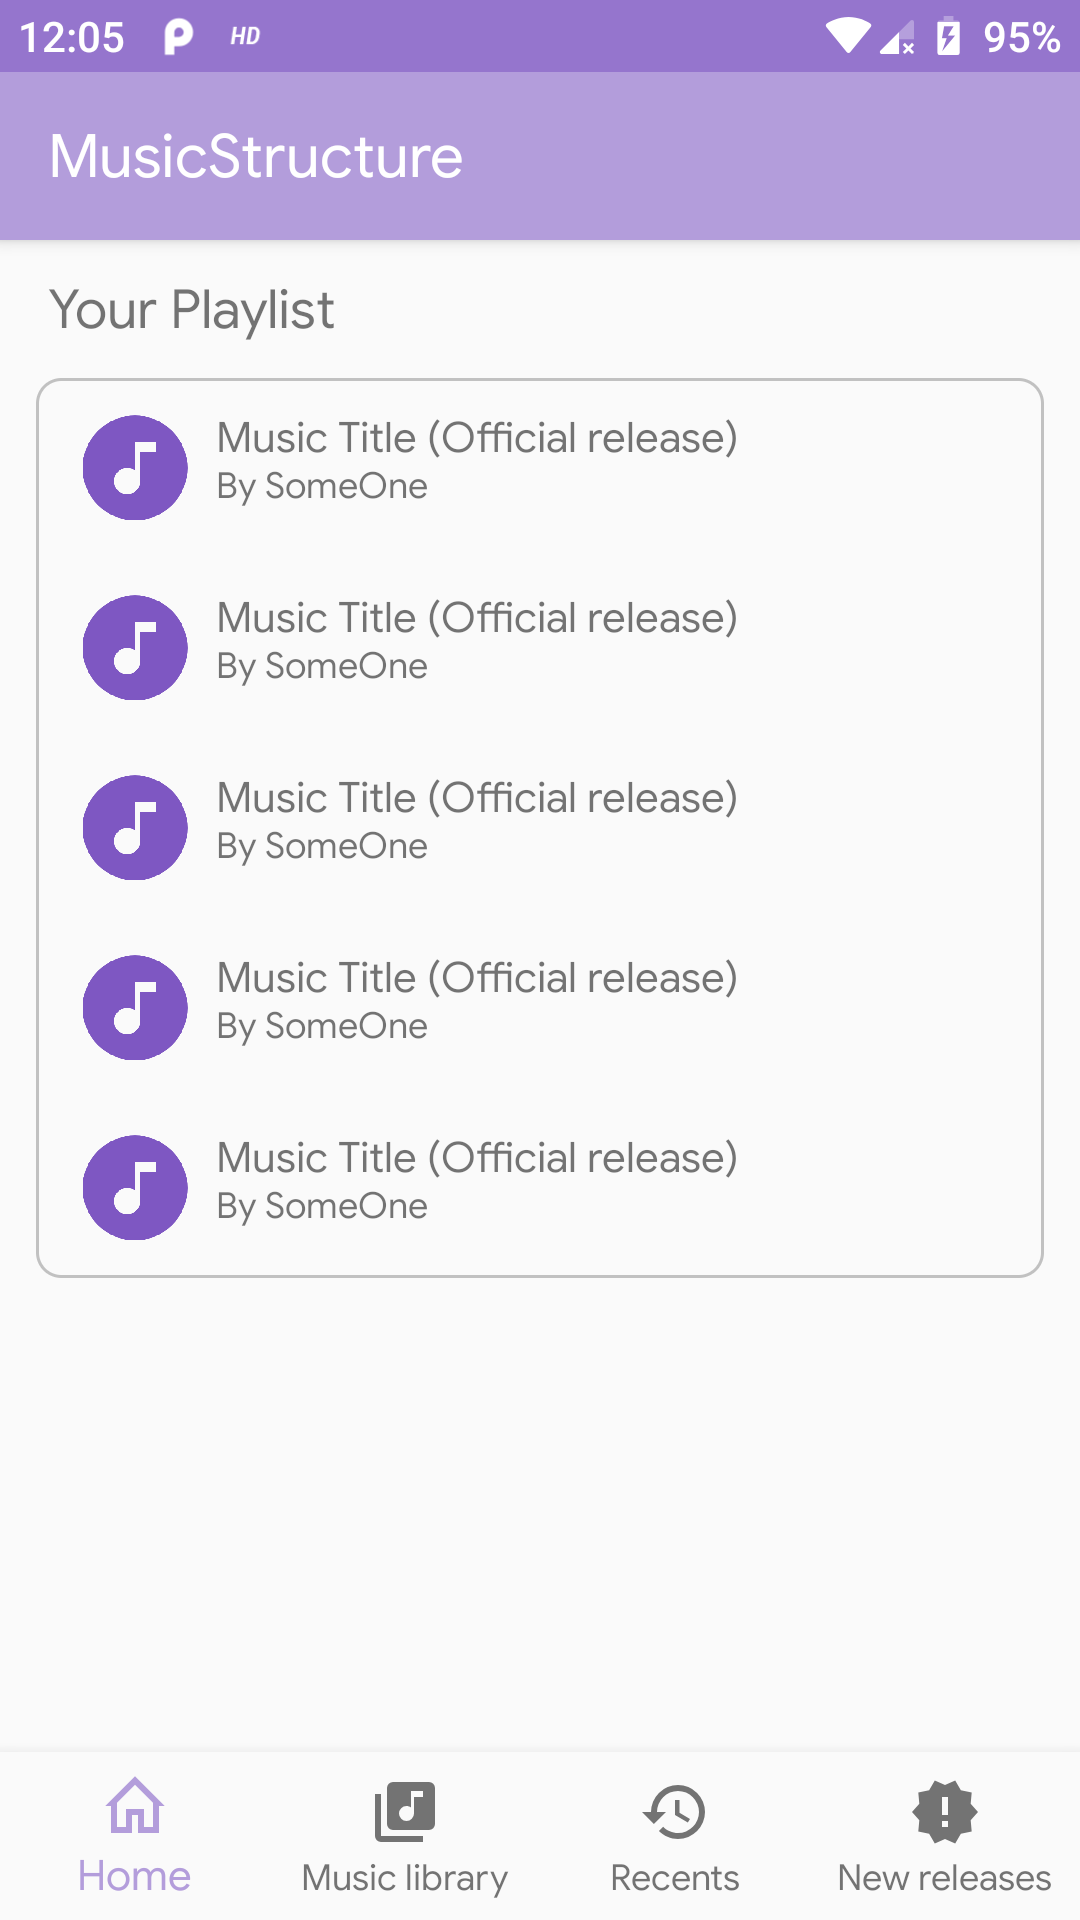 12:05 HD 95%
MusicStructure
Your Playlist
Music Title (Official release)
By SomeOne
Music Title (Official release)
By SomeOne
Music Title (Official release)
By SomeOne
Music Title (Official release)
By SomeOne
Music Title (Official release)
By SomeOne
Home Music library Recents New releases